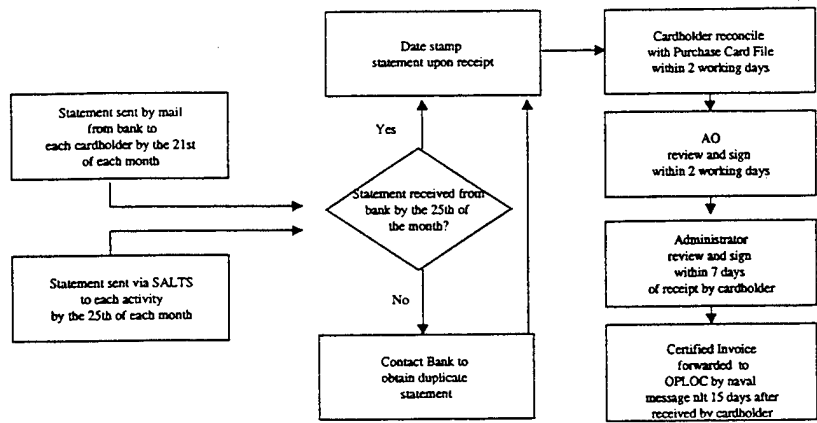 Statement sent by mail
from bank to
each cardholder by the 21st
of each month
Statement sent via SALTS
to each activity
by the 25th of each month
Date stamp
statement upon receipt
Yes
Statement received from
bank by the 25th of
the month?
No
Contact Bank to
obtain duplicate
statement
Cardholder reconcile
with Purchase Card File
within 2 working days
AO
review and sign
within 2 working days
Administrator
review and sign
within 7 days
of receipt by cardholder
Certified Invoice
forwarded to
OPLOC by naval
message nlt 15 days after
received by cardholder